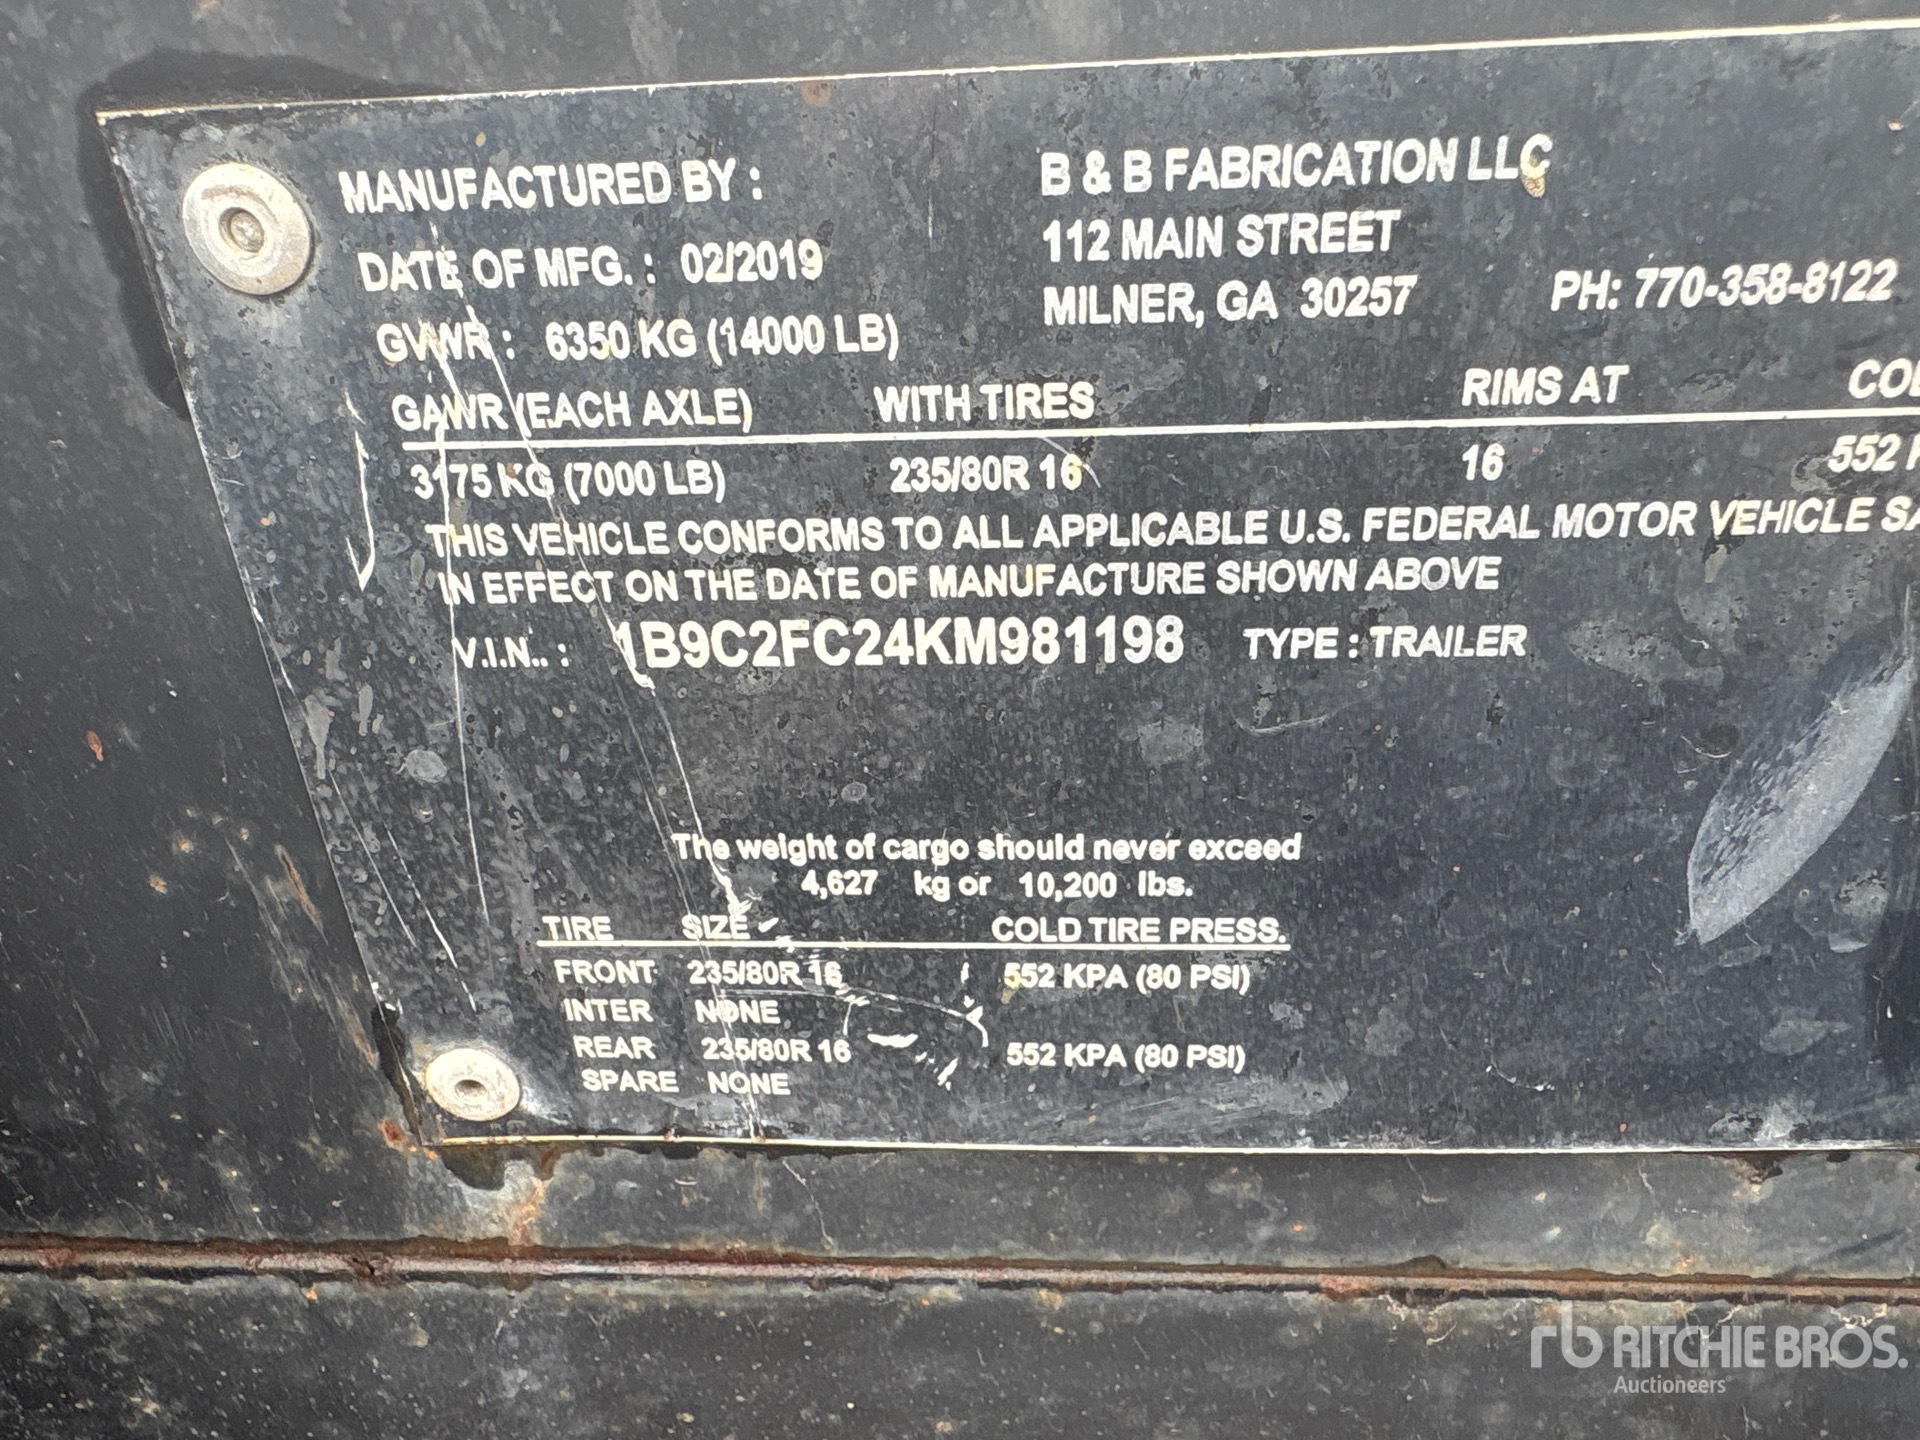 MANUFACTURED BY : B & B FABRICATION LLC
112 MAIN STREET
DATE OF MFG. : 02/2019
MILNER, GA 30257 PH: 770-358-8122
GVWR : 6350 KG (14000 LB)
GAWR (EACH AXLE) WITH TIRES RIMS AT
3175 KG (7000 LB) 235/80R 16 16 552
THIS VEHICLE CONFORMS TO ALL APPLICABLE U.S. FEDERAL MOTOR VEHICLE
IN EFFECT ON THE DATE OF MANUFACTURE SHOWN ABOVE
V.I.N.. : 1B9C2FC24KM981198 TYPE : TRAILER
The weight of cargo should never exceed
4,627 kg or 10,200 lbs.
TIRE SIZE COLD TIRE PRESS.
FRONT 235/80R 16 552 KPA (80 PSI)
INTER NONE
REAR 235/80R 16 552 KPA (80 PSI)
SPARE NONE
rb RITCHIE BROS.
Auctioneers